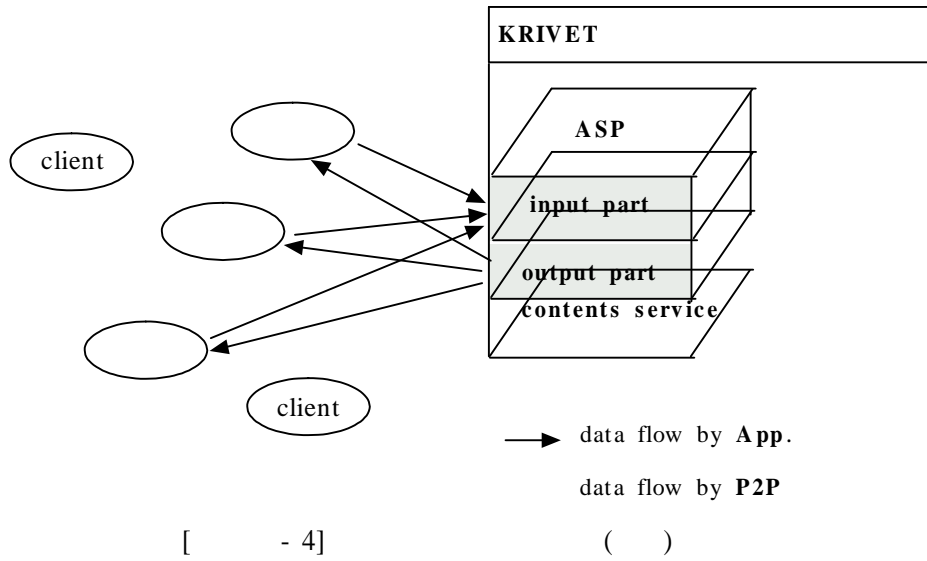 KRIVET
ASP
client
input part
output part
contents service
client
data flow by App.
data flow by P2P
[ - 4] ( )